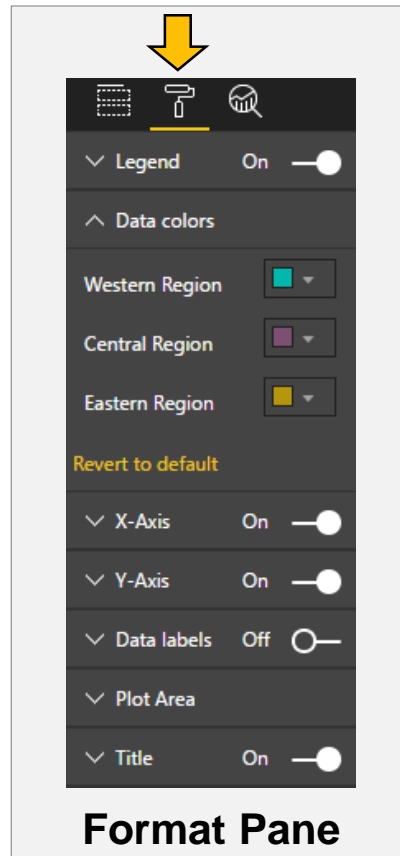 Legend On
Data colors
Western Region
Central Region
Eastern Region
Revert to default
X-Axis On
Y-Axis On
Data labels Off
Plot Area
Title On
Format Pane